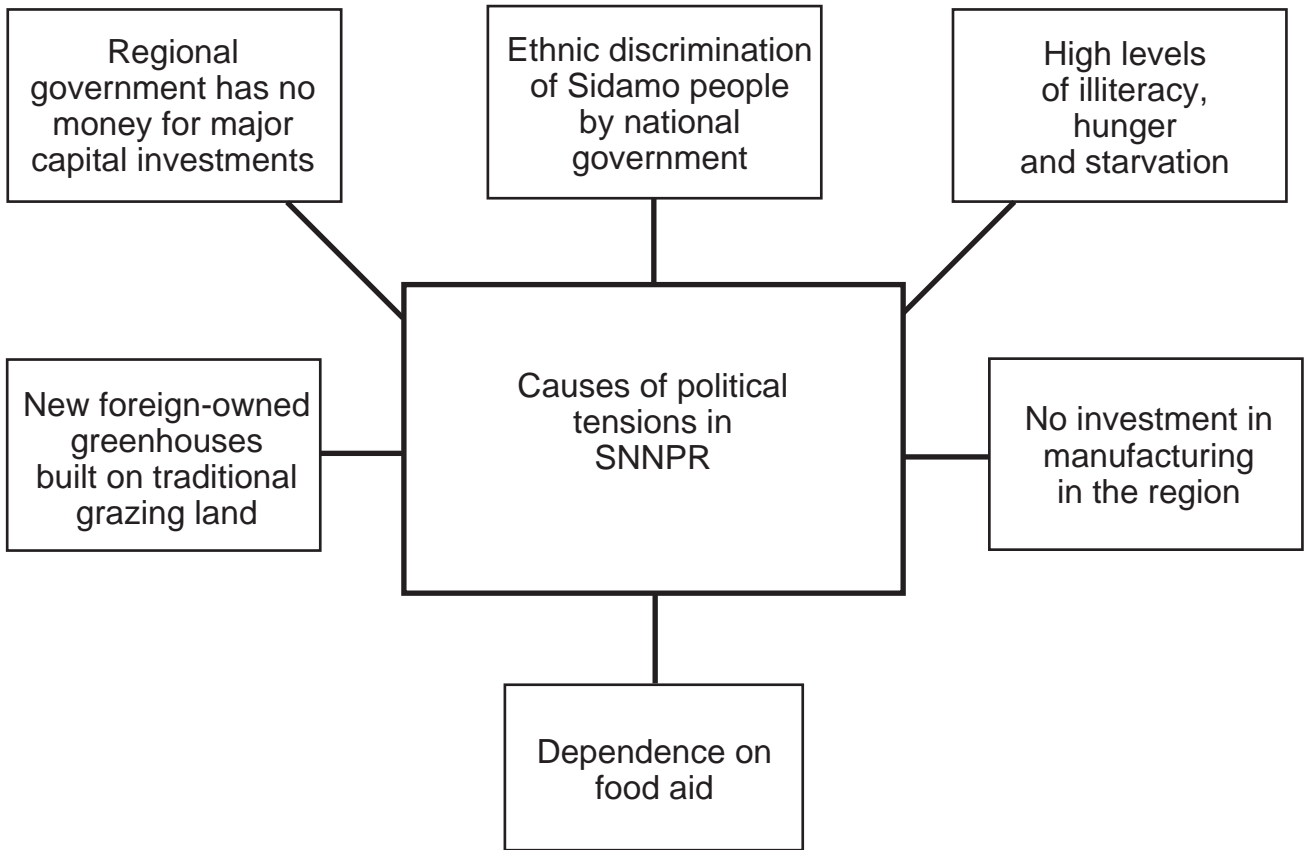 Regional
government has no
money for major
capital investments
Ethnic discrimination
of Sidamo people
by national
government
High levels
of illiteracy,
hunger
and starvation
New foreign-owned
greenhouses
built on traditional
grazing land
Causes of political
tensions in
SNNPR
No investment in
manufacturing
in the region
Dependence on
food aid